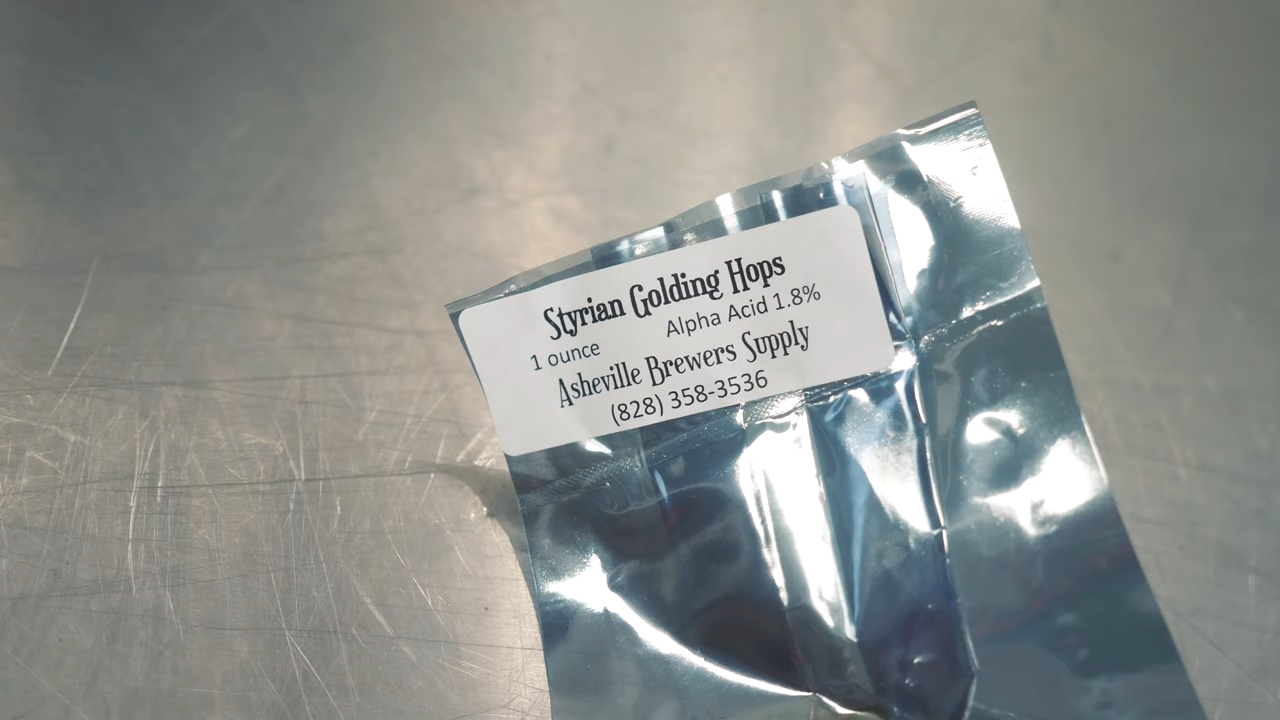 Styrian Golding Hops
1 ounce Alpha Acid 1.8%
Asheville Brewers Supply
(828) 358-3536